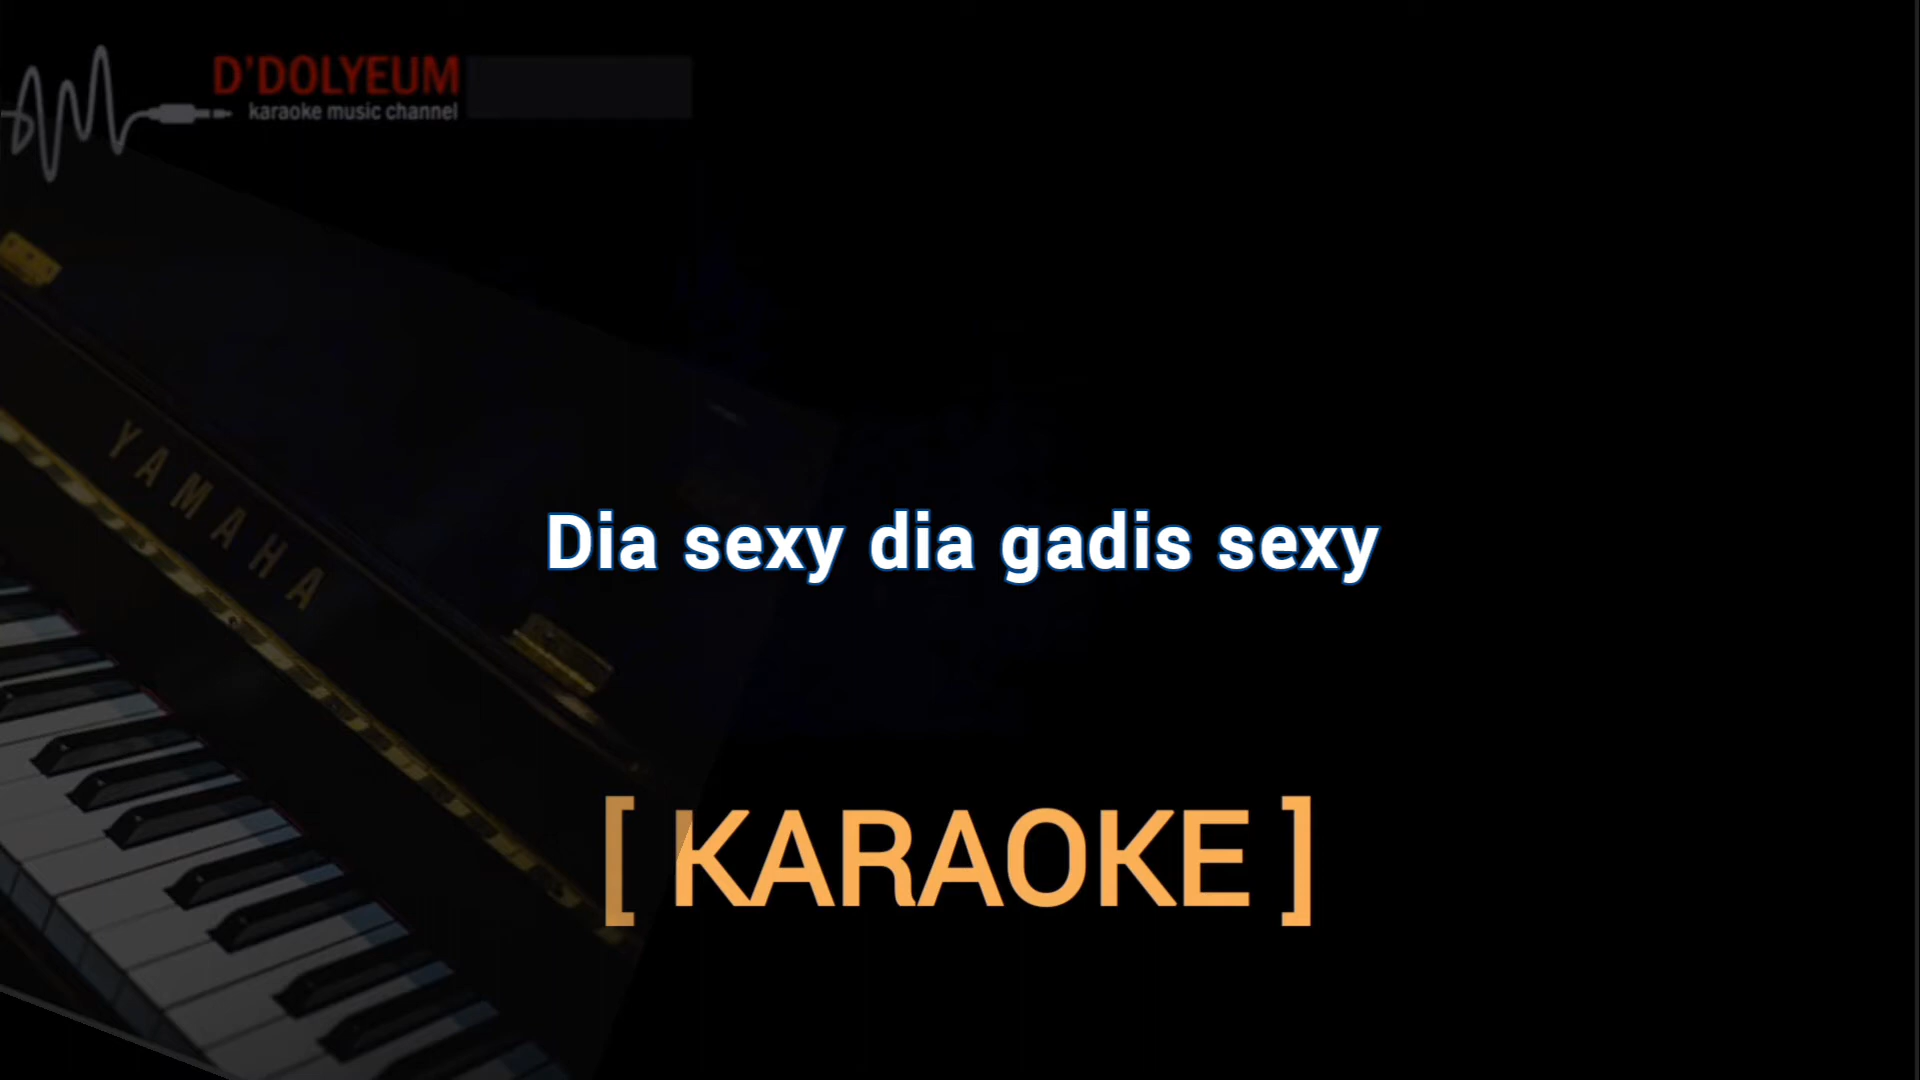 D'DOLYEUM
karaoke music channel
YAMAHA
Dia sexy dia gadis sexy
[ KARAOKE ]